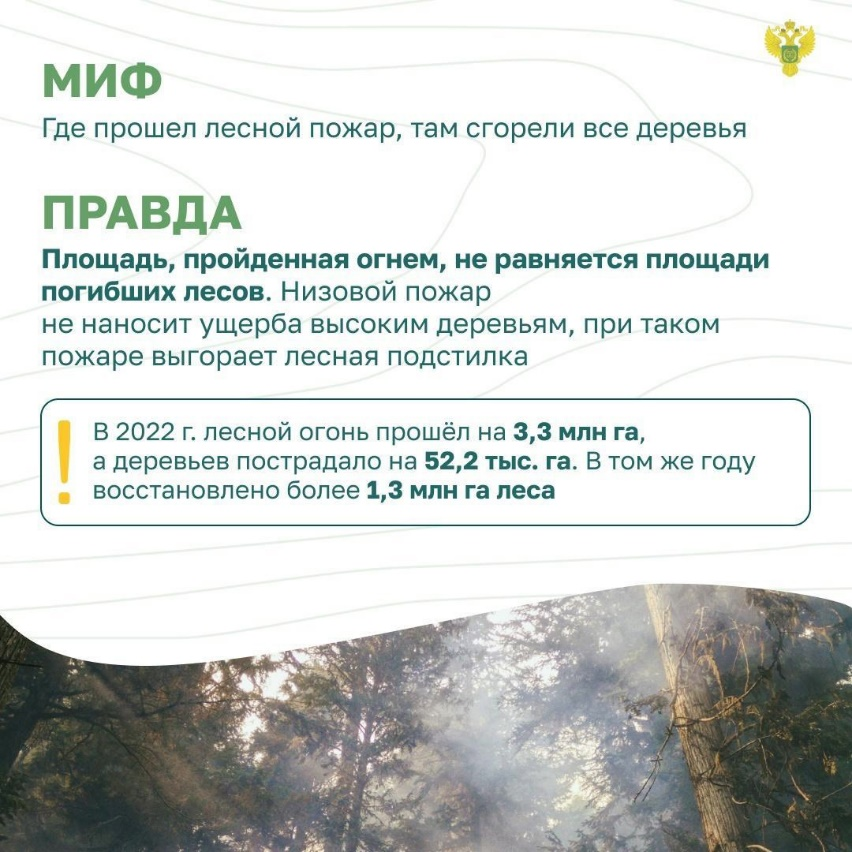 МИФ
Где прошел лесной пожар, там сгорели все деревья
ПРАВДА
Площадь, пройденная огнем, не равняется площади
погибших лесов. Низовой пожар
не наносит ущерба высоким деревьям, при таком
пожаре выгорает лесная подстилка
! В 2022 г. лесной огонь прошёл на 3,3 млн га,
а деревьев пострадало на 52,2 тыс. га. В том же году
восстановлено более 1,3 млн га леса